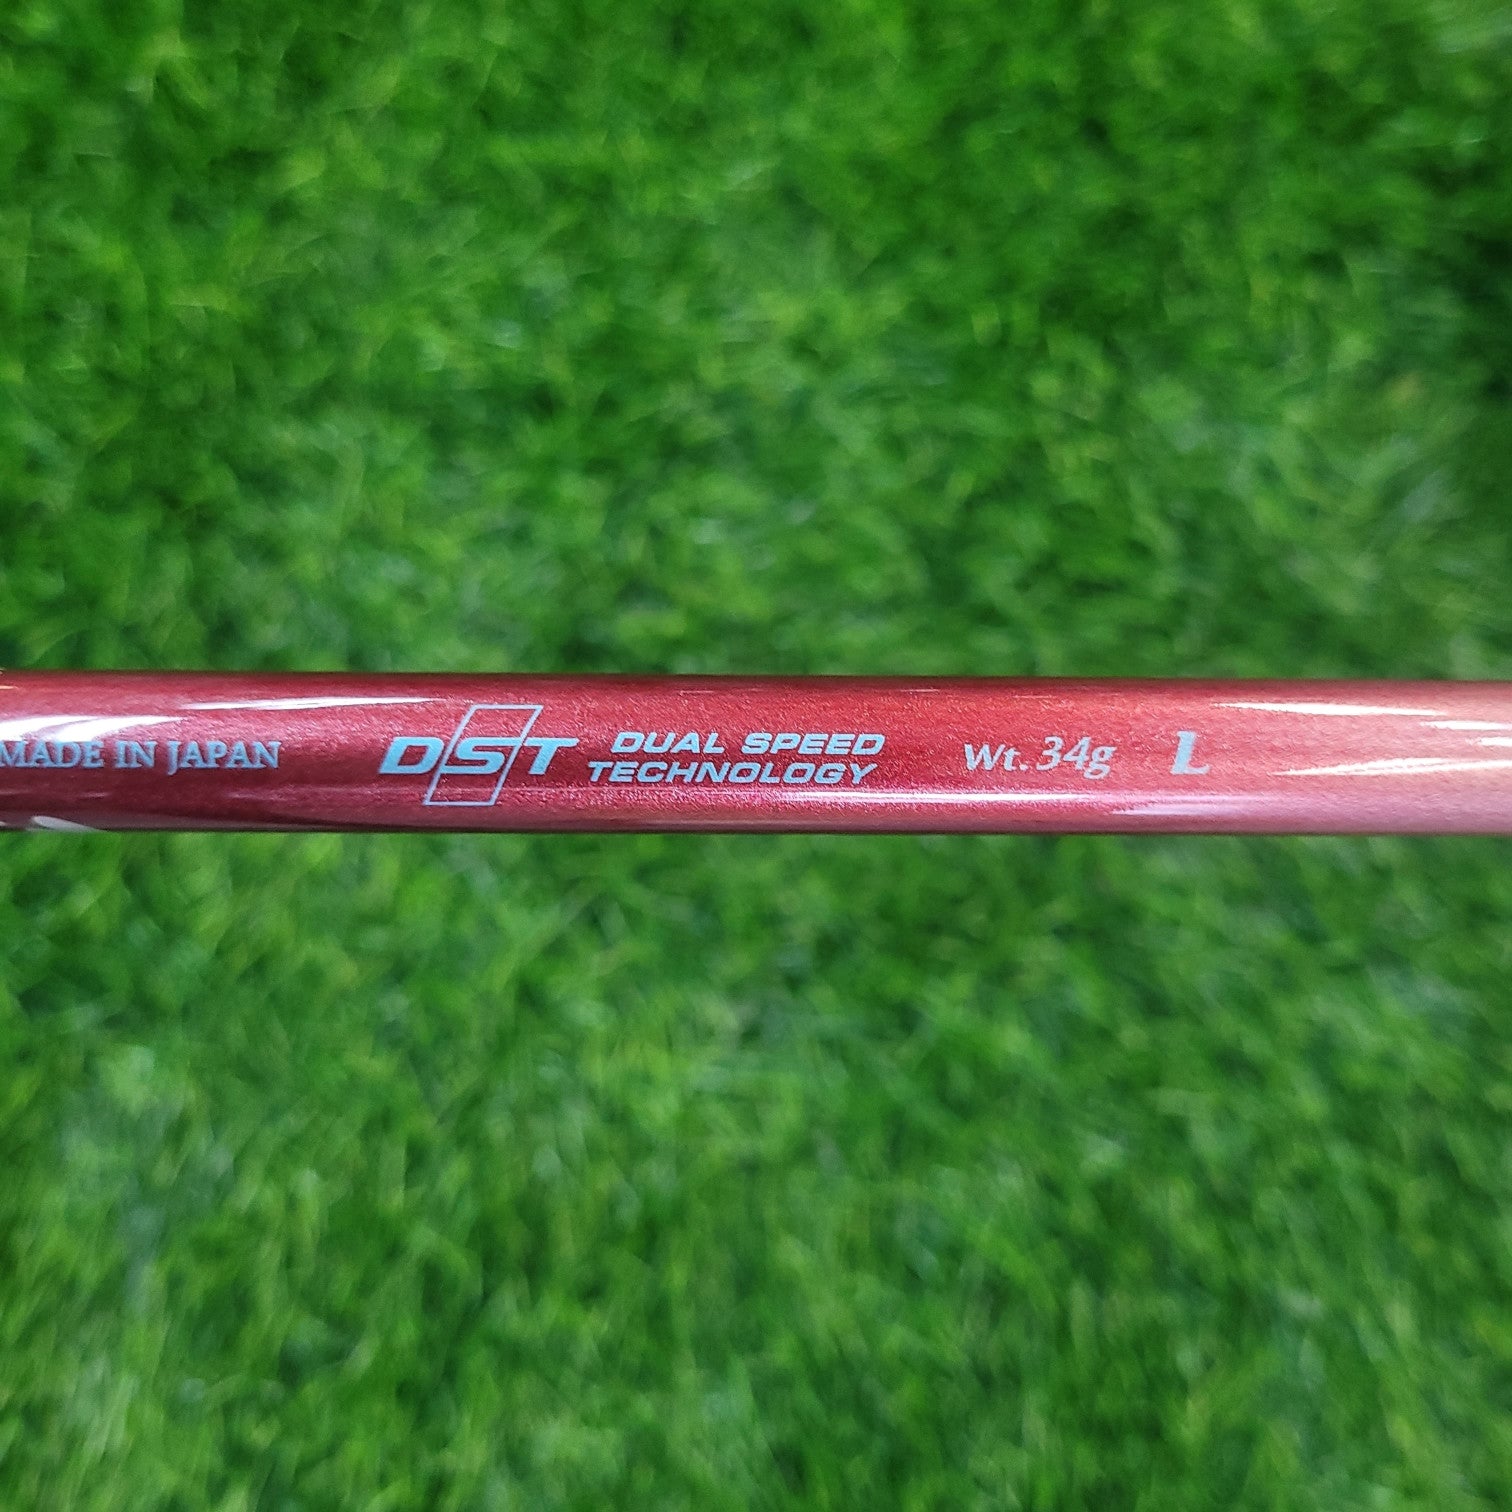 MADE IN JAPAN
DST
DUAL SPEED
TECHNOLOGY
Wt. 34g L